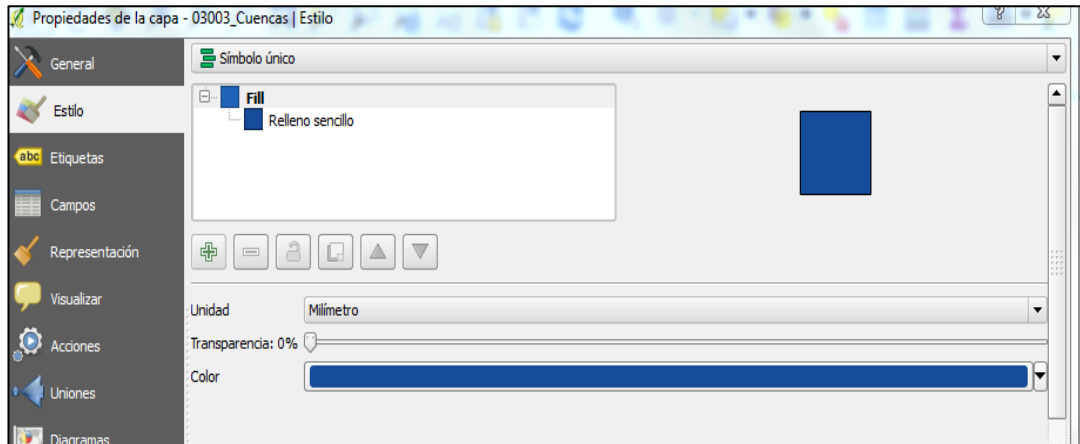 Propiedades de la capa - 03003_Cuencas | Estilo
General
Estilo
abc Etiquetas
Campos
Representación
Visualizar
Acciones
Uniones
Diagramas
Símbolo único
Fill
Relleno sencillo
Unidad Milímetro
Transparencia: 0%
Color